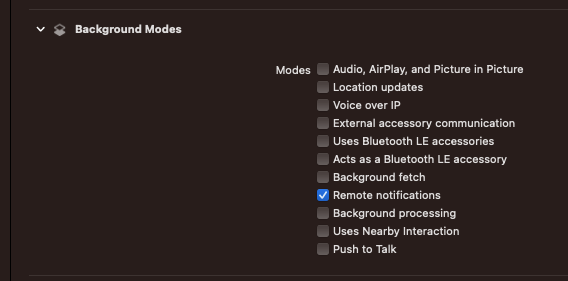 Background Modes
Modes Audio, AirPlay, and Picture in Picture
Location updates
Voice over IP
External accessory communication
Uses Bluetooth LE accessories
Acts as a Bluetooth LE accessory
Background fetch
Remote notifications
Background processing
Uses Nearby Interaction
Push to Talk